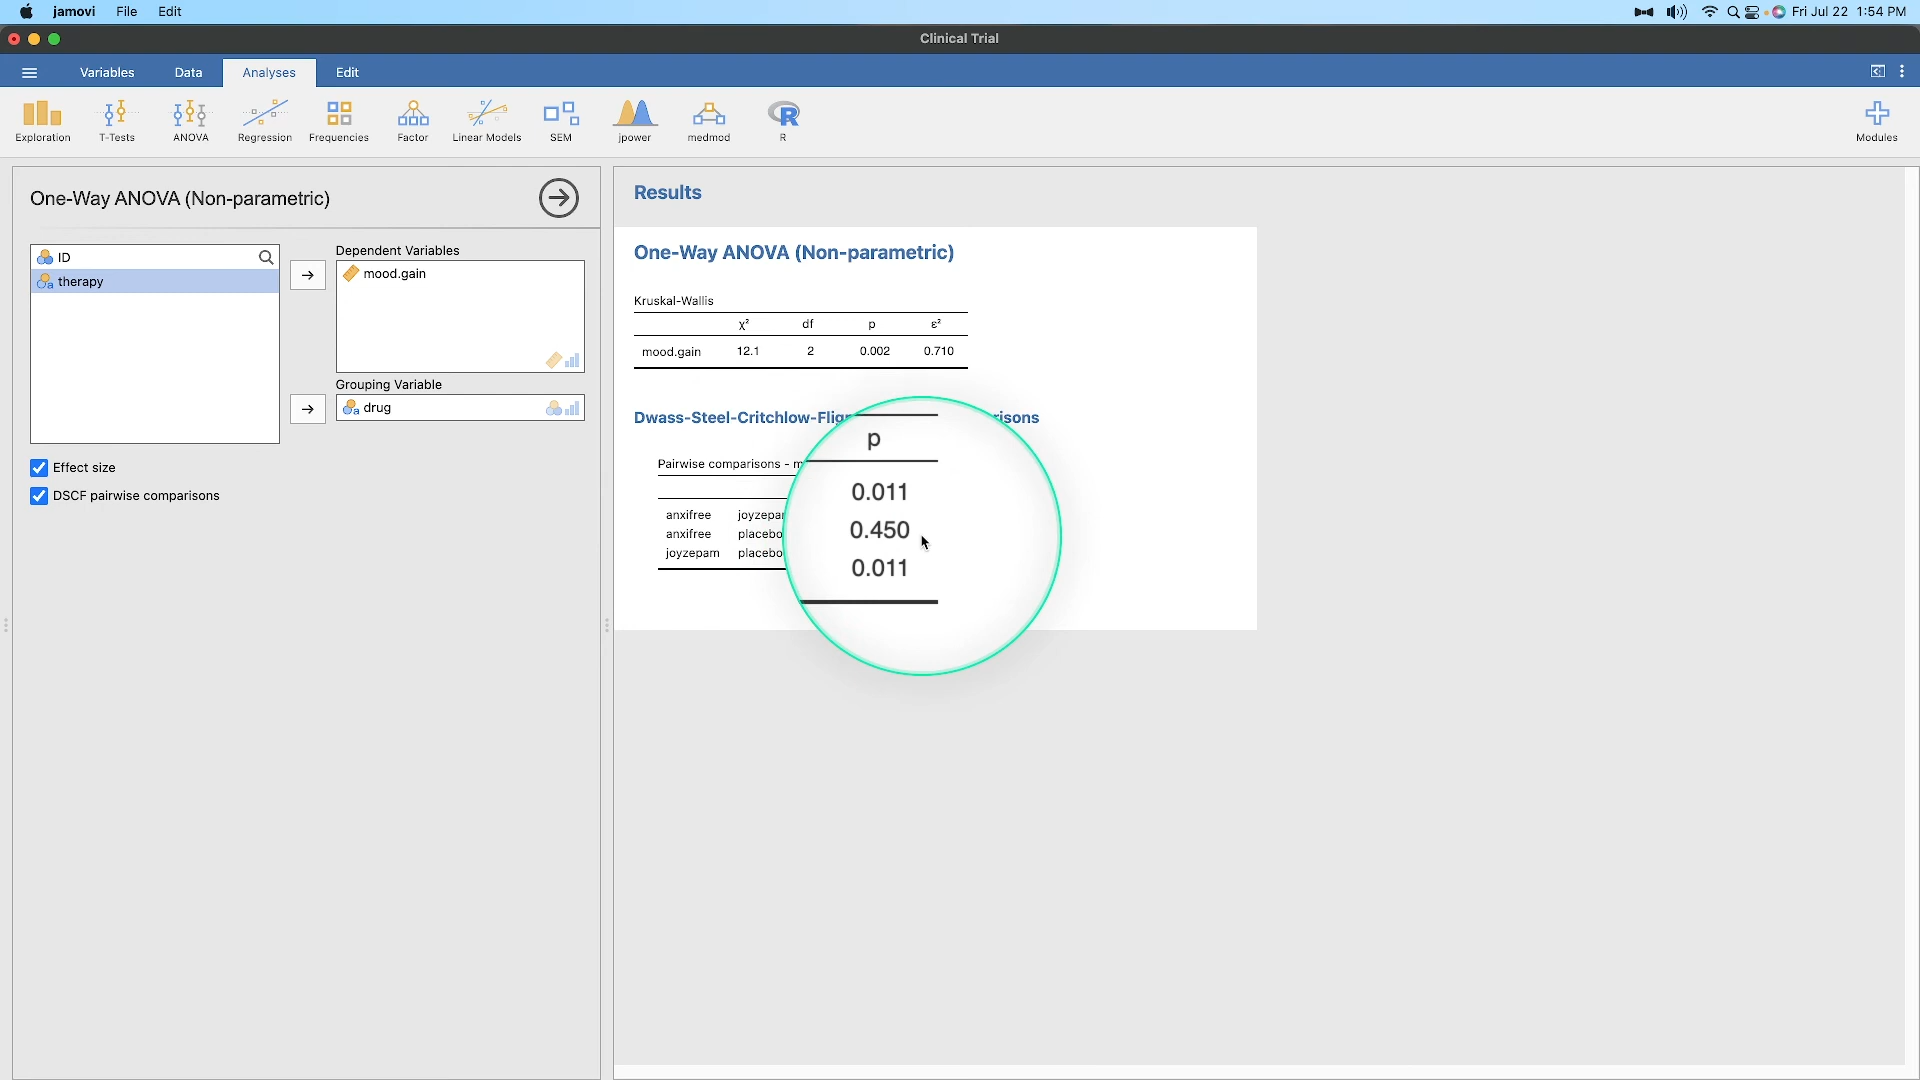 jamovi File Edit Fri Jul 22 1:54 PM
Clinical Trial
Variables Data Analyses Edit
Exploration T-Tests ANOVA Regression Frequencies Factor Linear Models SEM jpower medmod R Modules
One-Way ANOVA (Non-parametric)
ID
therapy
Dependent Variables
mood.gain
Grouping Variable
drug
Effect size
DSCF pairwise comparisons
Results
One-Way ANOVA (Non-parametric)
Kruskal-Wallis
χ² df p ε²
mood.gain 12.1 2 0.002 0.710
Dwass-Steel-Critchlow-
Pairwise comparisons -
p
anxifree 0.011
anxifree placebo 0.450
joyzepam placebo 0.011